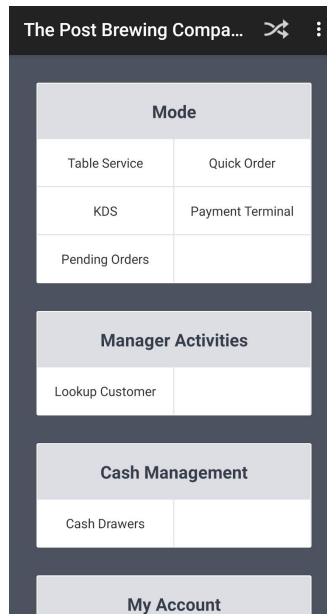 The Post Brewing Compa...
Mode
Table Service
Quick Order
KDS
Payment Terminal
Pending Orders
Manager Activities
Lookup Customer
Cash Management
Cash Drawers
My Account